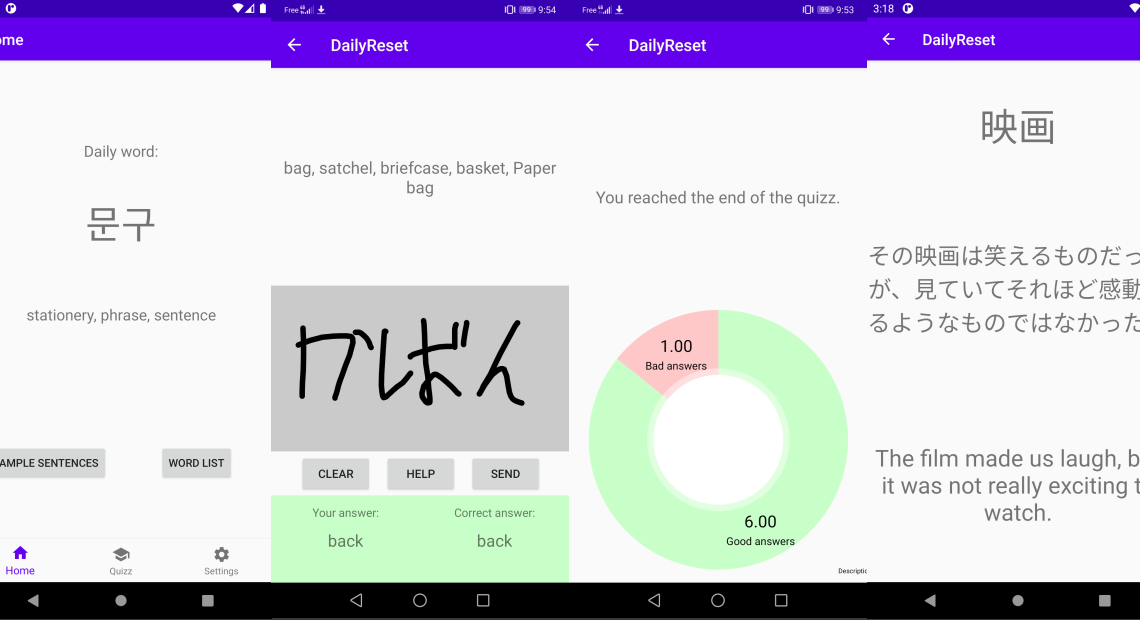 ome
Daily word:
문구
stationery, phrase, sentence
AMPLE SENTENCES
WORD LIST
Home
Quizz
Settings
Free
99
9:54
DailyReset
bag, satchel, briefcase, basket, Paper
bag
かばん
CLEAR
HELP
SEND
Your answer:
Correct answer:
back
back
Free
99
9:53
DailyReset
You reached the end of the quizz.
1.00
Bad answers
6.00
Good answers
Descriptic
3:18
DailyReset
映画
その映画は笑えるものだっ
が、見ていてそれほど感動
るようなものではなかった
The film made us laugh, b
it was not really exciting t
watch.